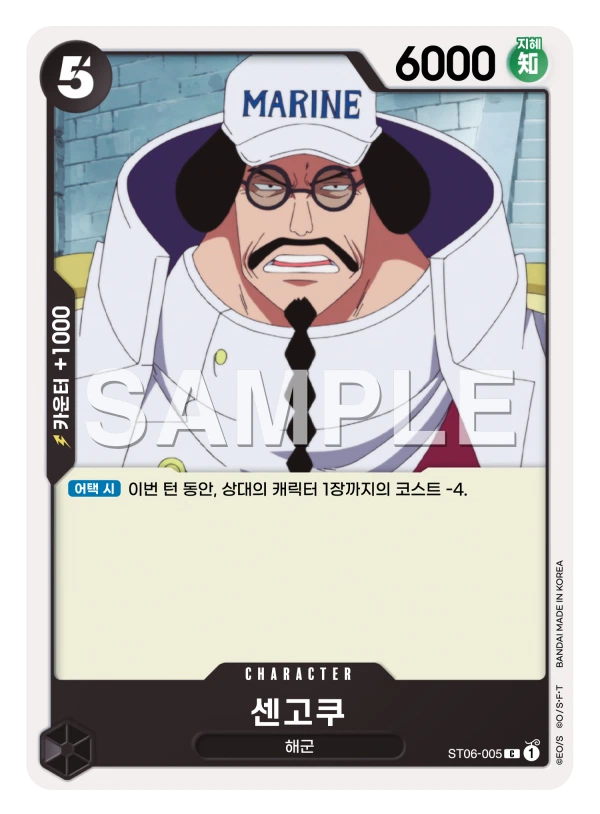 5
6000
지혜
知
MARINE
⚡카운터 +1000
SAMPLE
어택 시 이번 턴 동안, 상대의 캐릭터 1장까지의 코스트 -4.
CHARACTER
센고쿠
해군
ST06-005 C 1
©EO/S ©O/S・F・T BANDAI MADE IN KOREA